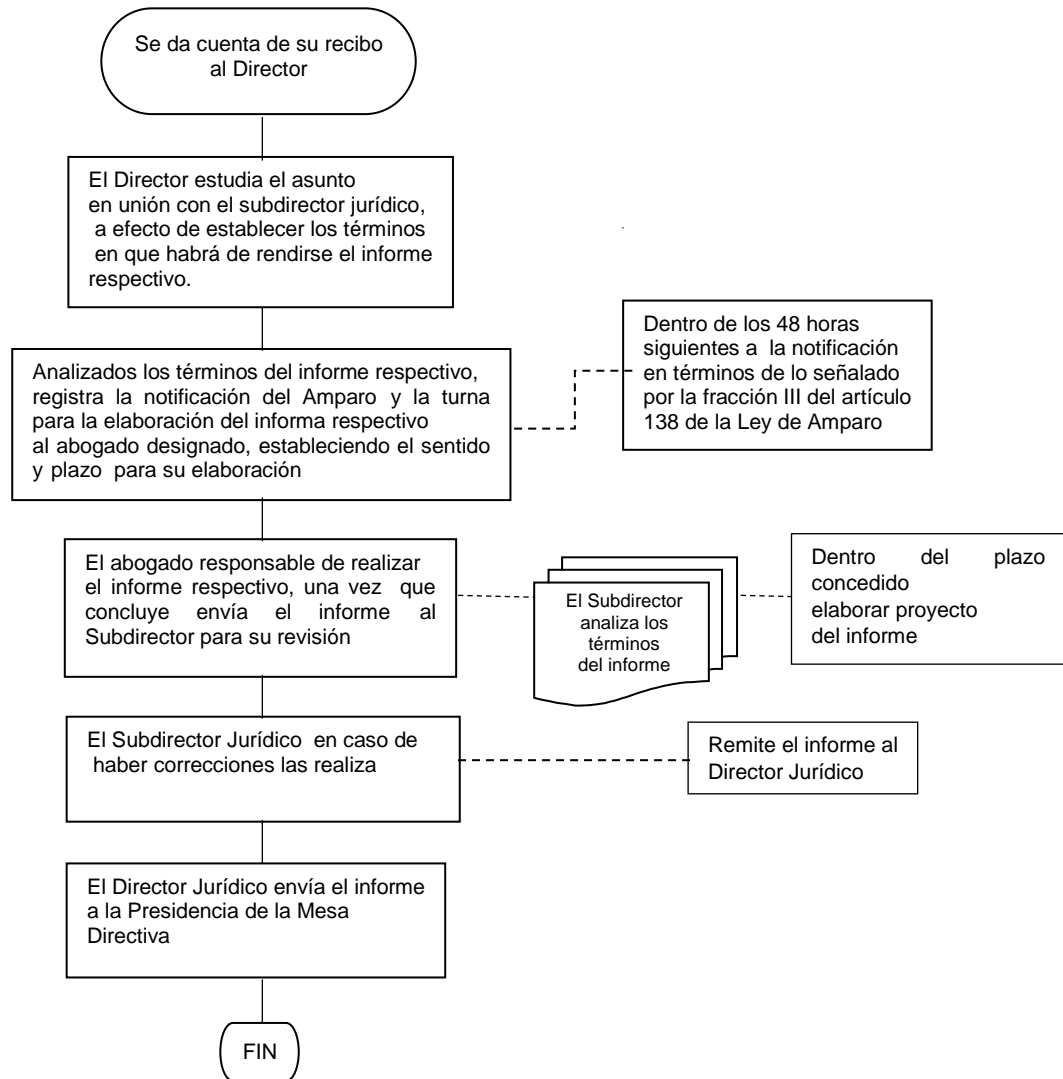 Se da cuenta de su recibo
al Director
El Director estudia el asunto
en unión con el subdirector jurídico,
a efecto de establecer los términos
en que habrá de rendirse el informe
respectivo.
Dentro de los 48 horas
siguientes a la notificación
en términos de lo señalado
por la fracción III del artículo
138 de la Ley de Amparo
Analizados los términos del informe respectivo,
registra la notificación del Amparo y la turna
para la elaboración del informa respectivo
al abogado designado, estableciendo el sentido
y plazo para su elaboración
El abogado responsable de realizar
el informe respectivo, una vez que
concluye envía el informe al
Subdirector para su revisión
El Subdirector
analiza los
términos
del informe
Dentro del plazo
concedido
elaborar proyecto
del informe
El Subdirector Jurídico en caso de
haber correcciones las realiza
Remite el informe al
Director Jurídico
El Director Jurídico envía el informe
a la Presidencia de la Mesa
Directiva
FIN